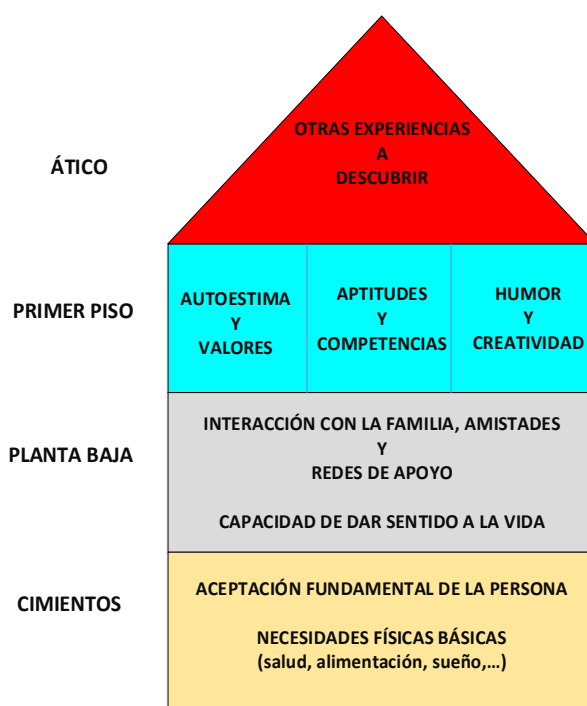 OTRAS EXPERIENCIAS
A
DESCUBRIR
ÁTICO
PRIMER PISO
AUTOESTIMA
Y
VALORES
APTITUDES
Y
COMPETENCIAS
HUMOR
Y
CREATIVIDAD
PLANTA BAJA
INTERACCIÓN CON LA FAMILIA, AMISTADES
Y
REDES DE APOYO
CAPACIDAD DE DAR SENTIDO A LA VIDA
CIMIENTOS
ACEPTACIÓN FUNDAMENTAL DE LA PERSONA
NECESIDADES FÍSICAS BÁSICAS
(salud, alimentación, sueño,...)